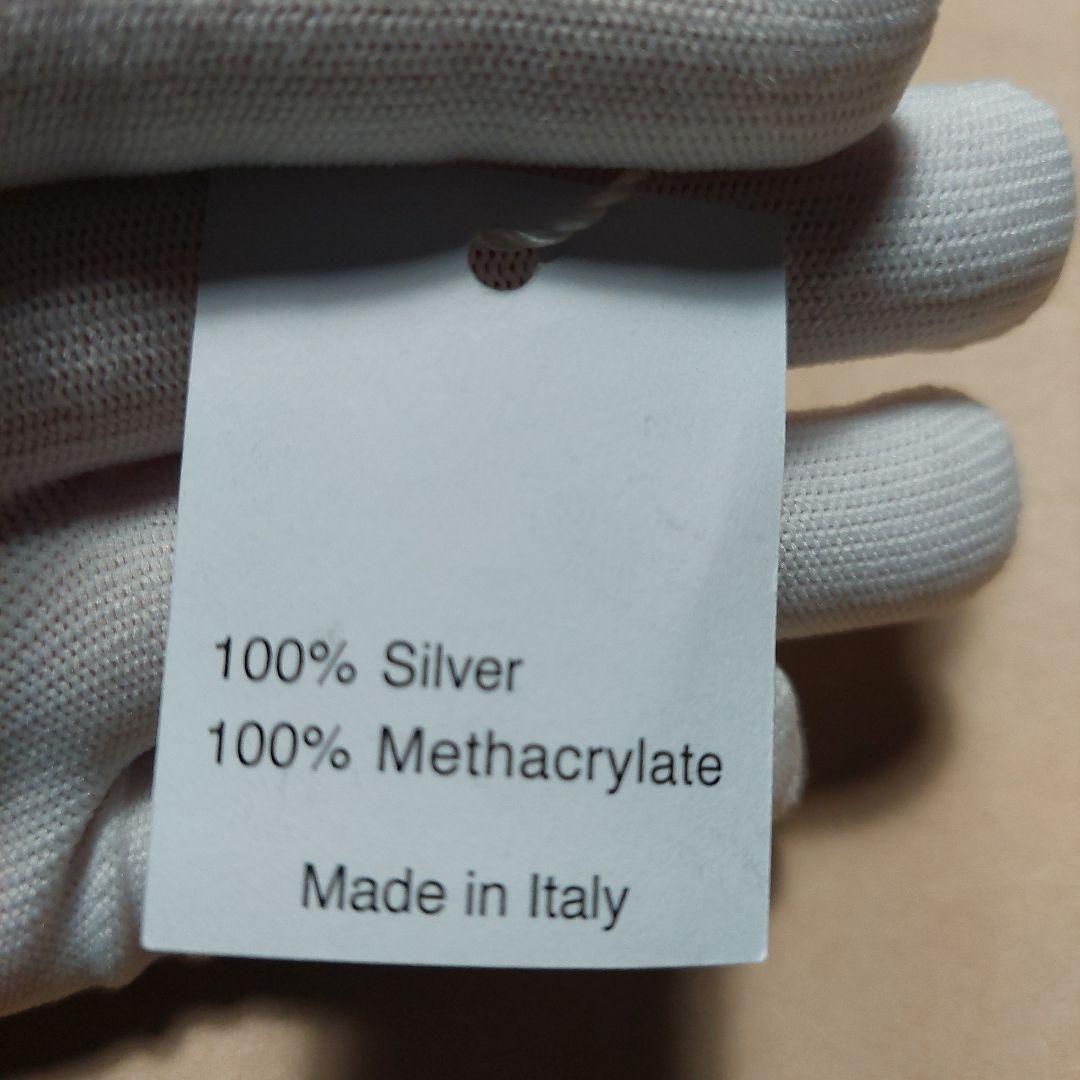 100% Silver
100% Methacrylate
Made in Italy